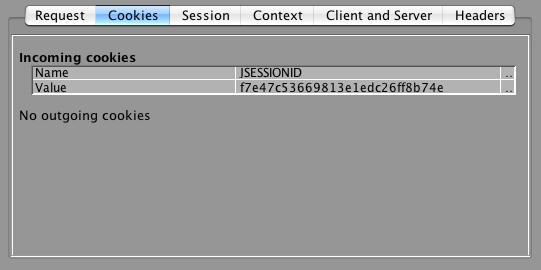 Request Cookies Session Context Client and Server Headers
Incoming cookies
Name JSESSIONID ..
Value f7e47c53669813e1edc26ff8b74e ..
No outgoing cookies